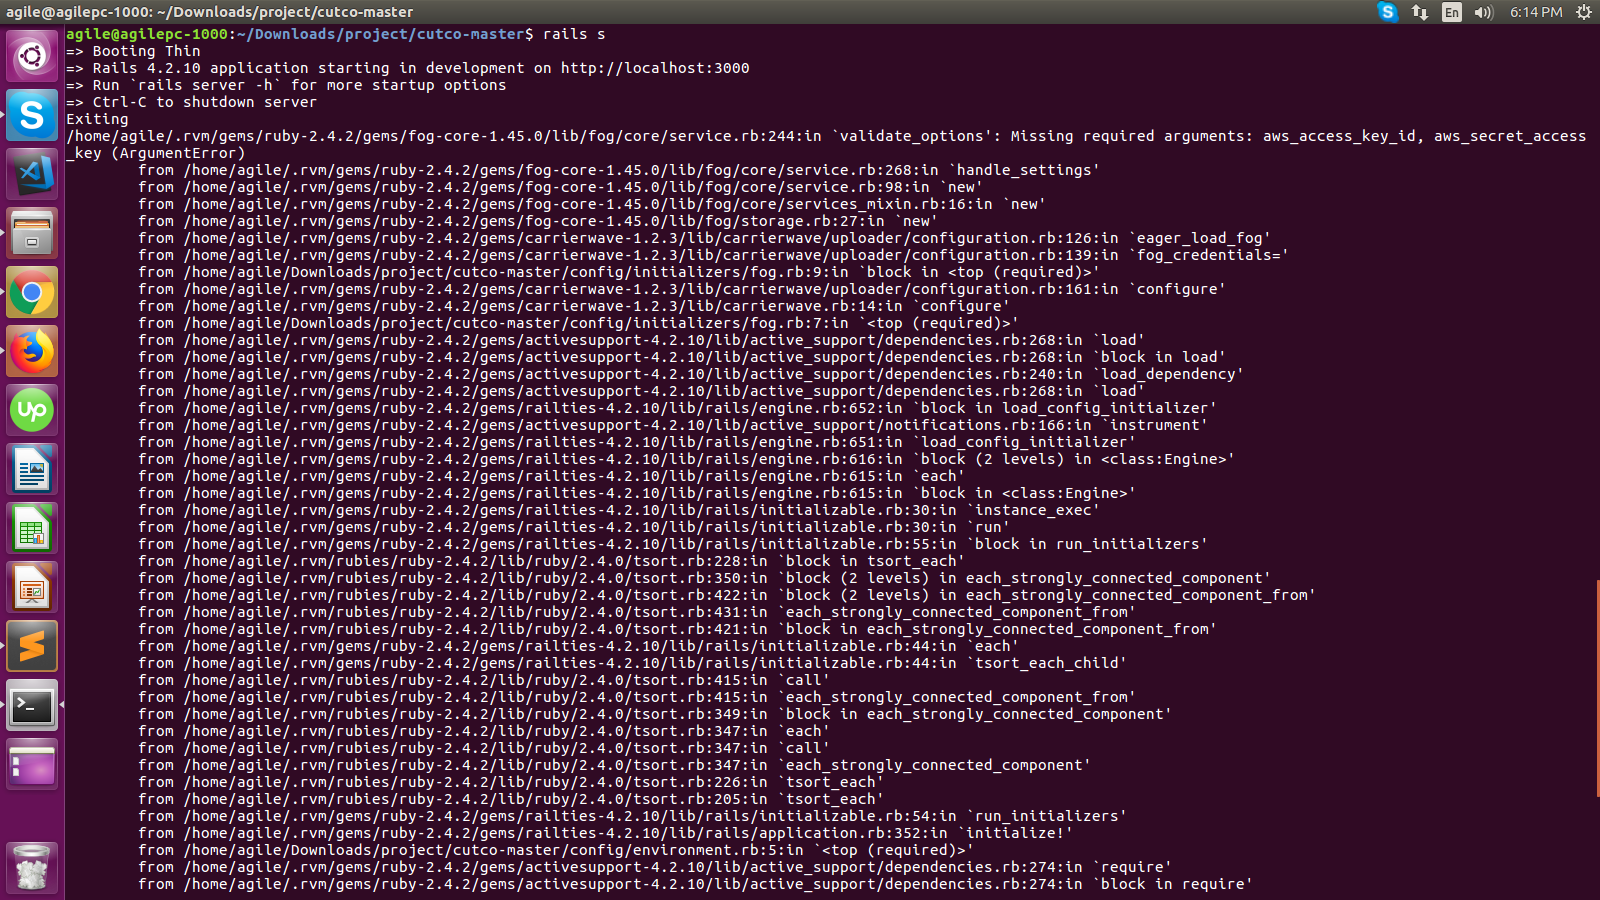 agile@agilepc-1000: ~/Downloads/project/cutco-master
En
6:14 PM
agile@agilepc-1000:~/Downloads/project/cutco-master$ rails s
=> Booting Thin
=> Rails 4.2.10 application starting in development on http://localhost:3000
=> Run `rails server -h` for more startup options
=> Ctrl-C to shutdown server
Exiting
/home/agile/.rvm/gems/ruby-2.4.2/gems/fog-core-1.45.0/lib/fog/core/service.rb:244:in `validate_options': Missing required arguments: aws_access_key_id, aws_secret_access
_key (ArgumentError)
from /home/agile/.rvm/gems/ruby-2.4.2/gems/fog-core-1.45.0/lib/fog/core/service.rb:268:in `handle_settings'
from /home/agile/.rvm/gems/ruby-2.4.2/gems/fog-core-1.45.0/lib/fog/core/service.rb:98:in `new'
from /home/agile/.rvm/gems/ruby-2.4.2/gems/fog-core-1.45.0/lib/fog/core/services_mixin.rb:16:in `new'
from /home/agile/.rvm/gems/ruby-2.4.2/gems/fog-core-1.45.0/lib/fog/storage.rb:27:in `new'
from /home/agile/.rvm/gems/ruby-2.4.2/gems/carrierwave-1.2.3/lib/carrierwave/uploader/configuration.rb:126:in `eager_load_fog'
from /home/agile/.rvm/gems/ruby-2.4.2/gems/carrierwave-1.2.3/lib/carrierwave/uploader/configuration.rb:139:in `fog_credentials='
from /home/agile/Downloads/project/cutco-master/config/initializers/fog.rb:9:in `block in <top (required)>'
from /home/agile/.rvm/gems/ruby-2.4.2/gems/carrierwave-1.2.3/lib/carrierwave/uploader/configuration.rb:161:in `configure'
from /home/agile/.rvm/gems/ruby-2.4.2/gems/carrierwave-1.2.3/lib/carrierwave.rb:14:in `configure'
from /home/agile/Downloads/project/cutco-master/config/initializers/fog.rb:7:in `<top (required)>'
from /home/agile/.rvm/gems/ruby-2.4.2/gems/activesupport-4.2.10/lib/active_support/dependencies.rb:268:in `load'
from /home/agile/.rvm/gems/ruby-2.4.2/gems/activesupport-4.2.10/lib/active_support/dependencies.rb:268:in `block in load'
from /home/agile/.rvm/gems/ruby-2.4.2/gems/activesupport-4.2.10/lib/active_support/dependencies.rb:240:in `load_dependency'
from /home/agile/.rvm/gems/ruby-2.4.2/gems/activesupport-4.2.10/lib/active_support/dependencies.rb:268:in `load'
from /home/agile/.rvm/gems/ruby-2.4.2/gems/railties-4.2.10/lib/rails/engine.rb:652:in `block in load_config_initializer'
from /home/agile/.rvm/gems/ruby-2.4.2/gems/activesupport-4.2.10/lib/active_support/notifications.rb:166:in `instrument'
from /home/agile/.rvm/gems/ruby-2.4.2/gems/railties-4.2.10/lib/rails/engine.rb:651:in `load_config_initializer'
from /home/agile/.rvm/gems/ruby-2.4.2/gems/railties-4.2.10/lib/rails/engine.rb:616:in `block (2 levels) in <class:Engine>'
from /home/agile/.rvm/gems/ruby-2.4.2/gems/railties-4.2.10/lib/rails/engine.rb:615:in `each'
from /home/agile/.rvm/gems/ruby-2.4.2/gems/railties-4.2.10/lib/rails/engine.rb:615:in `block in <class:Engine>'
from /home/agile/.rvm/gems/ruby-2.4.2/gems/railties-4.2.10/lib/rails/initializable.rb:30:in `instance_exec'
from /home/agile/.rvm/gems/ruby-2.4.2/gems/railties-4.2.10/lib/rails/initializable.rb:30:in `run'
from /home/agile/.rvm/gems/ruby-2.4.2/gems/railties-4.2.10/lib/rails/initializable.rb:55:in `block in run_initializers'
from /home/agile/.rvm/rubies/ruby-2.4.2/lib/ruby/2.4.0/tsort.rb:228:in `block in tsort_each'
from /home/agile/.rvm/rubies/ruby-2.4.2/lib/ruby/2.4.0/tsort.rb:350:in `block (2 levels) in each_strongly_connected_component'
from /home/agile/.rvm/rubies/ruby-2.4.2/lib/ruby/2.4.0/tsort.rb:422:in `block (2 levels) in each_strongly_connected_component_from'
from /home/agile/.rvm/rubies/ruby-2.4.2/lib/ruby/2.4.0/tsort.rb:431:in `each_strongly_connected_component_from'
from /home/agile/.rvm/rubies/ruby-2.4.2/lib/ruby/2.4.0/tsort.rb:421:in `block in each_strongly_connected_component_from'
from /home/agile/.rvm/gems/ruby-2.4.2/gems/railties-4.2.10/lib/rails/initializable.rb:44:in `each'
from /home/agile/.rvm/gems/ruby-2.4.2/gems/railties-4.2.10/lib/rails/initializable.rb:44:in `tsort_each_child'
from /home/agile/.rvm/rubies/ruby-2.4.2/lib/ruby/2.4.0/tsort.rb:415:in `call'
from /home/agile/.rvm/rubies/ruby-2.4.2/lib/ruby/2.4.0/tsort.rb:415:in `each_strongly_connected_component_from'
from /home/agile/.rvm/rubies/ruby-2.4.2/lib/ruby/2.4.0/tsort.rb:349:in `block in each_strongly_connected_component'
from /home/agile/.rvm/rubies/ruby-2.4.2/lib/ruby/2.4.0/tsort.rb:347:in `each'
from /home/agile/.rvm/rubies/ruby-2.4.2/lib/ruby/2.4.0/tsort.rb:347:in `call'
from /home/agile/.rvm/rubies/ruby-2.4.2/lib/ruby/2.4.0/tsort.rb:347:in `each_strongly_connected_component'
from /home/agile/.rvm/rubies/ruby-2.4.2/lib/ruby/2.4.0/tsort.rb:226:in `tsort_each'
from /home/agile/.rvm/rubies/ruby-2.4.2/lib/ruby/2.4.0/tsort.rb:205:in `tsort_each'
from /home/agile/.rvm/gems/ruby-2.4.2/gems/railties-4.2.10/lib/rails/initializable.rb:54:in `run_initializers'
from /home/agile/.rvm/gems/ruby-2.4.2/gems/railties-4.2.10/lib/rails/application.rb:352:in `initialize!'
from /home/agile/Downloads/project/cutco-master/config/environment.rb:5:in `<top (required)>'
from /home/agile/.rvm/gems/ruby-2.4.2/gems/activesupport-4.2.10/lib/active_support/dependencies.rb:274:in `require'
from /home/agile/.rvm/gems/ruby-2.4.2/gems/activesupport-4.2.10/lib/active_support/dependencies.rb:274:in `block in require'